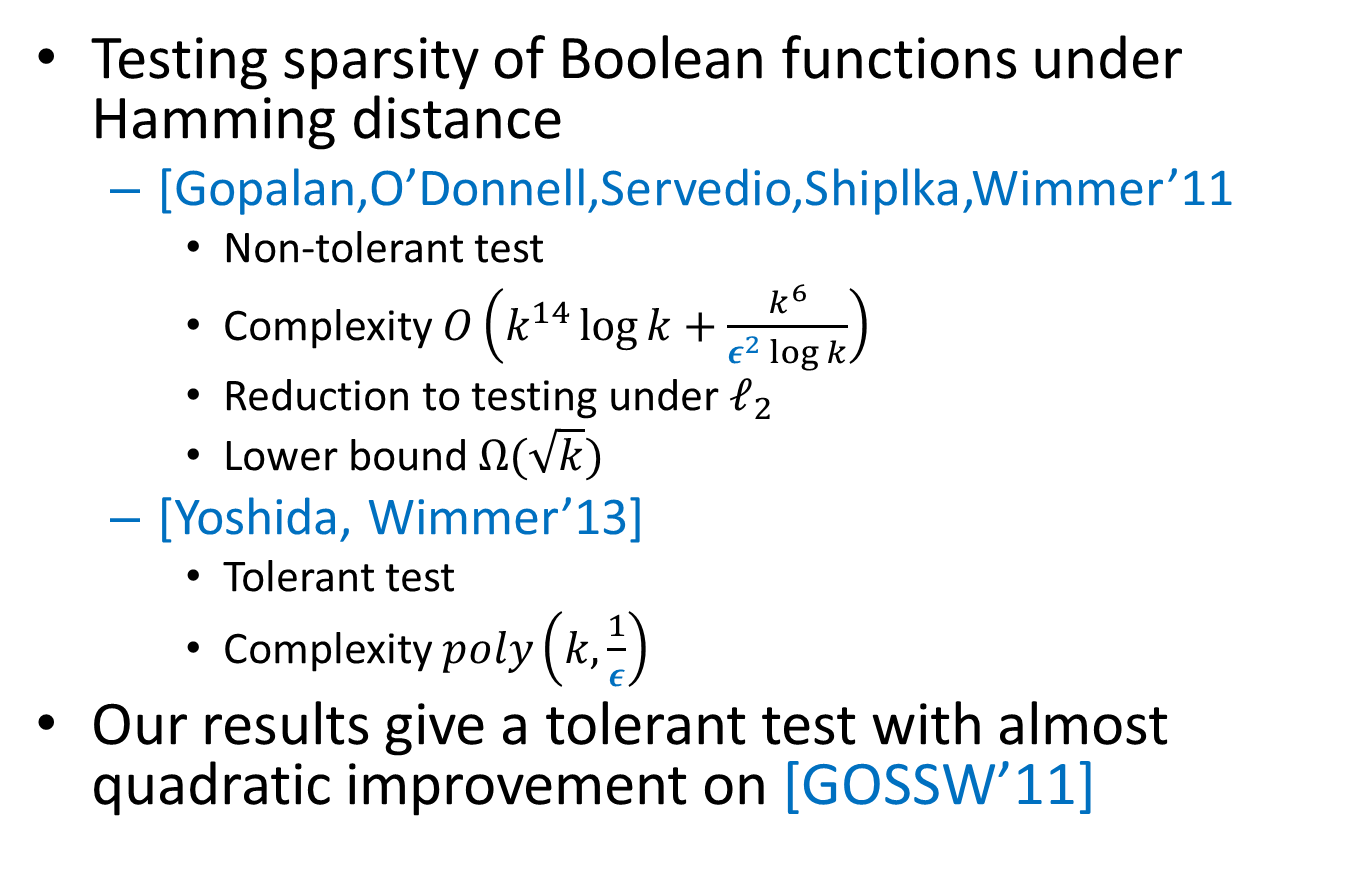 • Testing sparsity of Boolean functions under
Hamming distance
– [Gopalan,O’Donnell,Servedio,Shiplka,Wimmer’11
• Non-tolerant test
• Complexity O(k^14 log k + k^6/(ϵ^2 log k))
• Reduction to testing under ℓ_2
• Lower bound Ω(√k)
– [Yoshida, Wimmer’13]
• Tolerant test
• Complexity poly(k, 1/ϵ)
• Our results give a tolerant test with almost
quadratic improvement on [GOSSW’11]